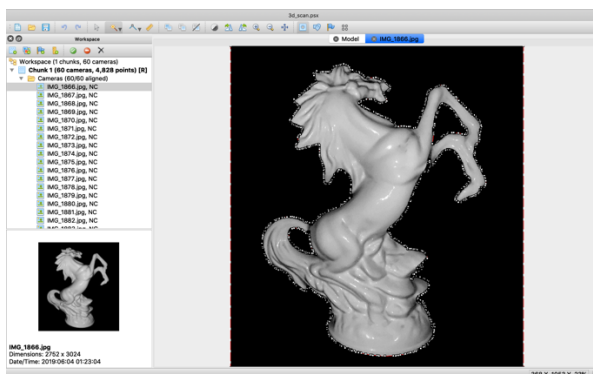 3d_scan.psx
Workspace
Model
IMG_1866.jpg
Workspace (1 chunks, 60 cameras)
Chunk 1 (60 cameras, 4,828 points) [R]
Cameras (60/60 aligned)
IMG_1866.jpg, NC
IMG_1867.jpg, NC
IMG_1868.jpg, NC
IMG_1869.jpg, NC
IMG_1870.jpg, NC
IMG_1871.jpg, NC
IMG_1872.jpg, NC
IMG_1873.jpg, NC
IMG_1874.jpg, NC
IMG_1875.jpg, NC
IMG_1876.jpg, NC
IMG_1877.jpg, NC
IMG_1878.jpg, NC
IMG_1879.jpg, NC
IMG_1880.jpg, NC
IMG_1881.jpg, NC
IMG_1882.jpg, NC
IMG_1866.jpg
Dimensions: 2752 x 3024
Date/Time: 2019:06:04 01:23:04